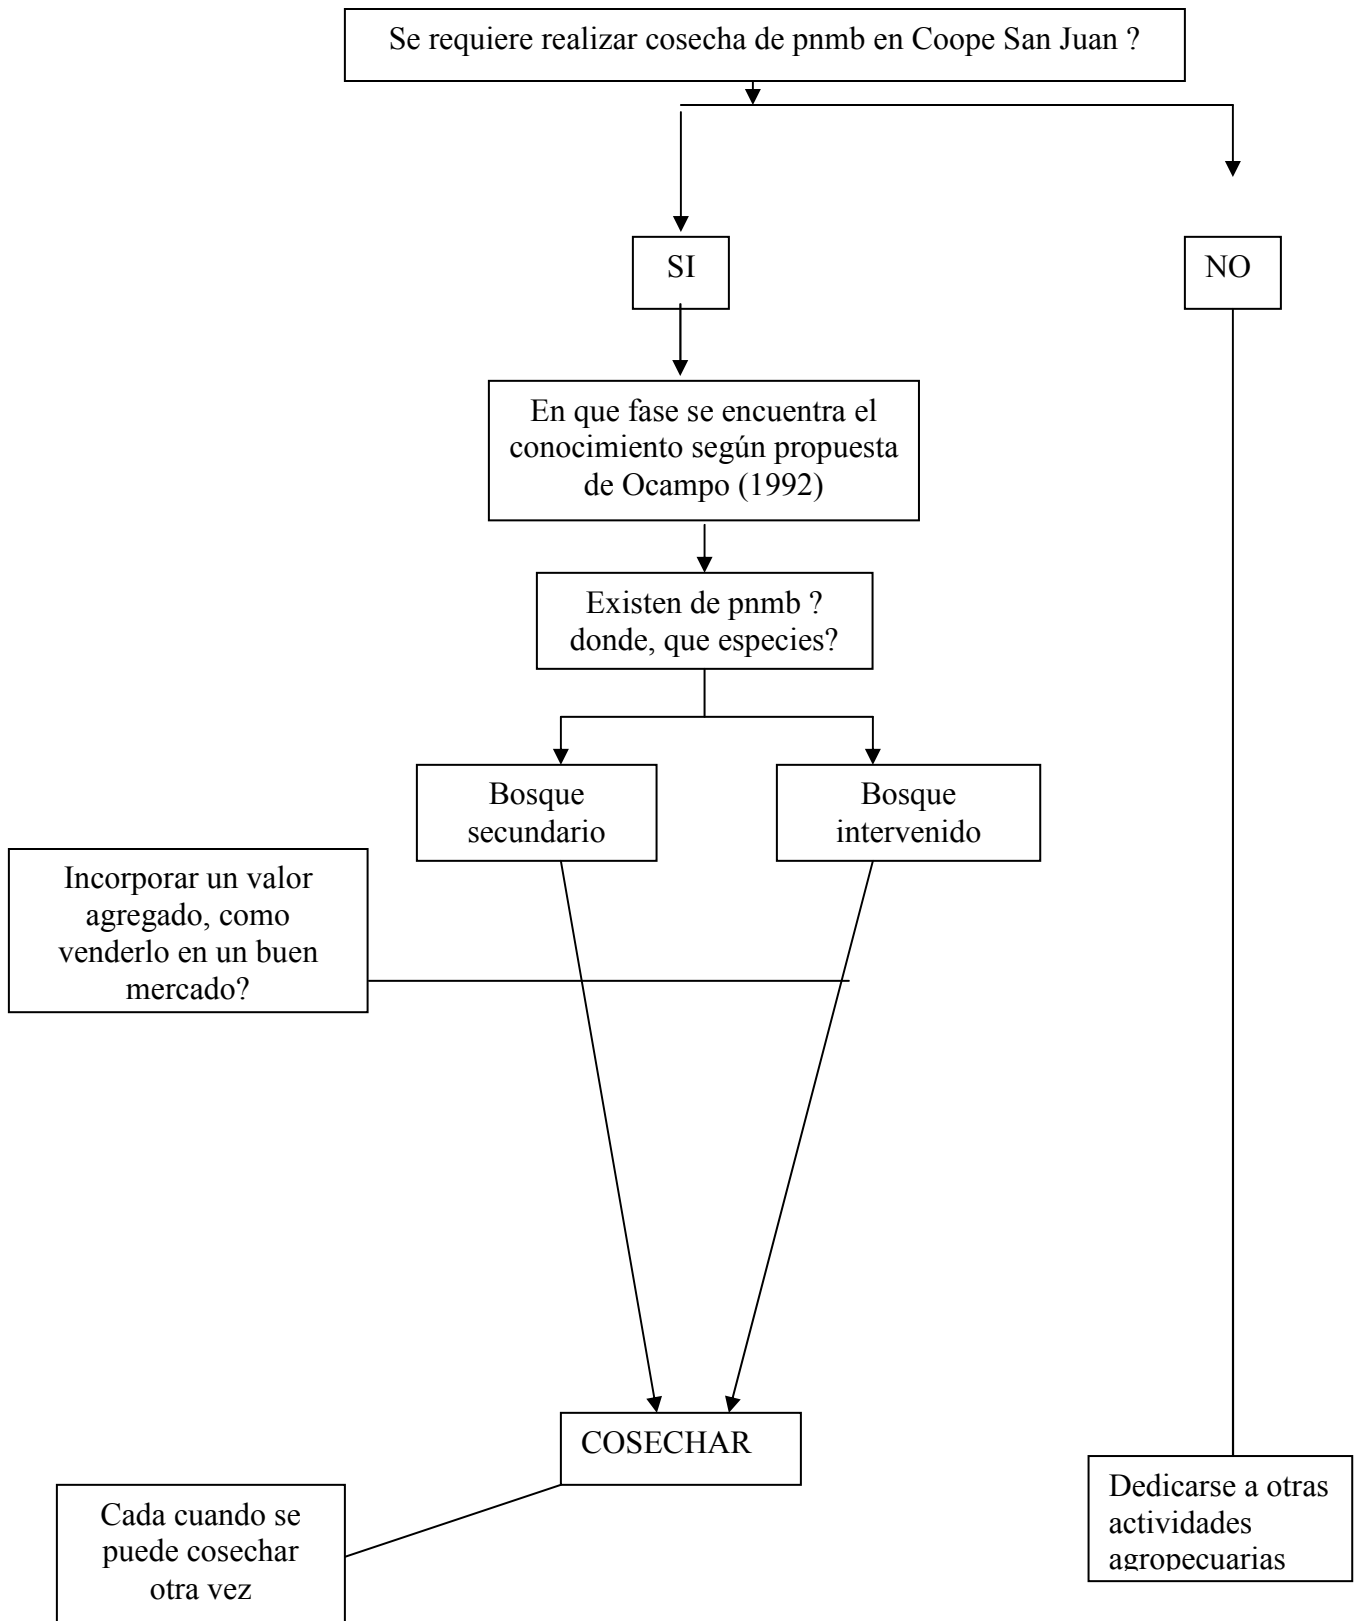 Se requiere realizar cosecha de pnmb en Coope San Juan ?
SI
NO
En que fase se encuentra el
conocimiento según propuesta
de Ocampo (1992)
Existen de pnmb ?
donde, que especies?
Bosque
secundario
Bosque
intervenido
Incorporar un valor
agregado, como
venderlo en un buen
mercado?
COSECHAR
Cada cuando se
puede cosechar
otra vez
Dedicarse a otras
actividades
agropecuarias